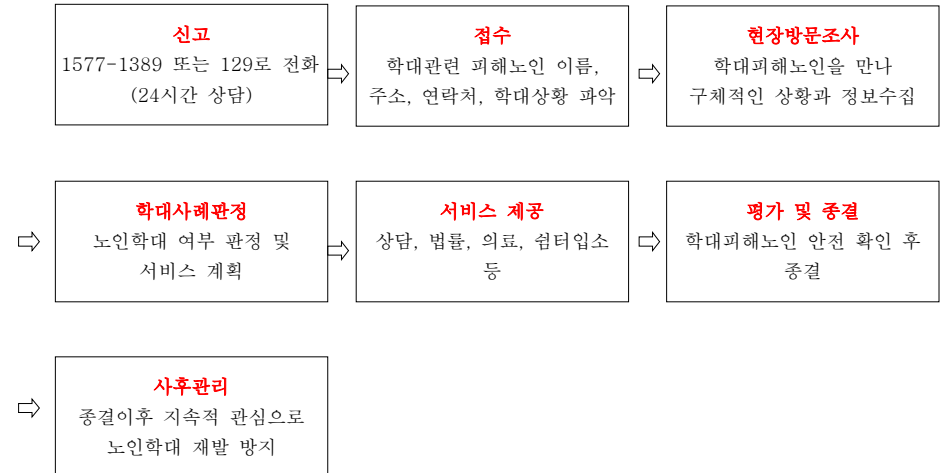 신고
1577-1389 또는 129로 전화
(24시간 상담)
접수
학대관련 피해노인 이름,
주소, 연락처, 학대상황 파악
현장방문조사
학대피해노인을 만나
구체적인 상황과 정보수집
학대사례판정
노인학대 여부 판정 및
서비스 계획
서비스 제공
상담, 법률, 의료, 쉼터입소
등
평가 및 종결
학대피해노인 안전 확인 후
종결
사후관리
종결이후 지속적 관심으로
노인학대 재발 방지